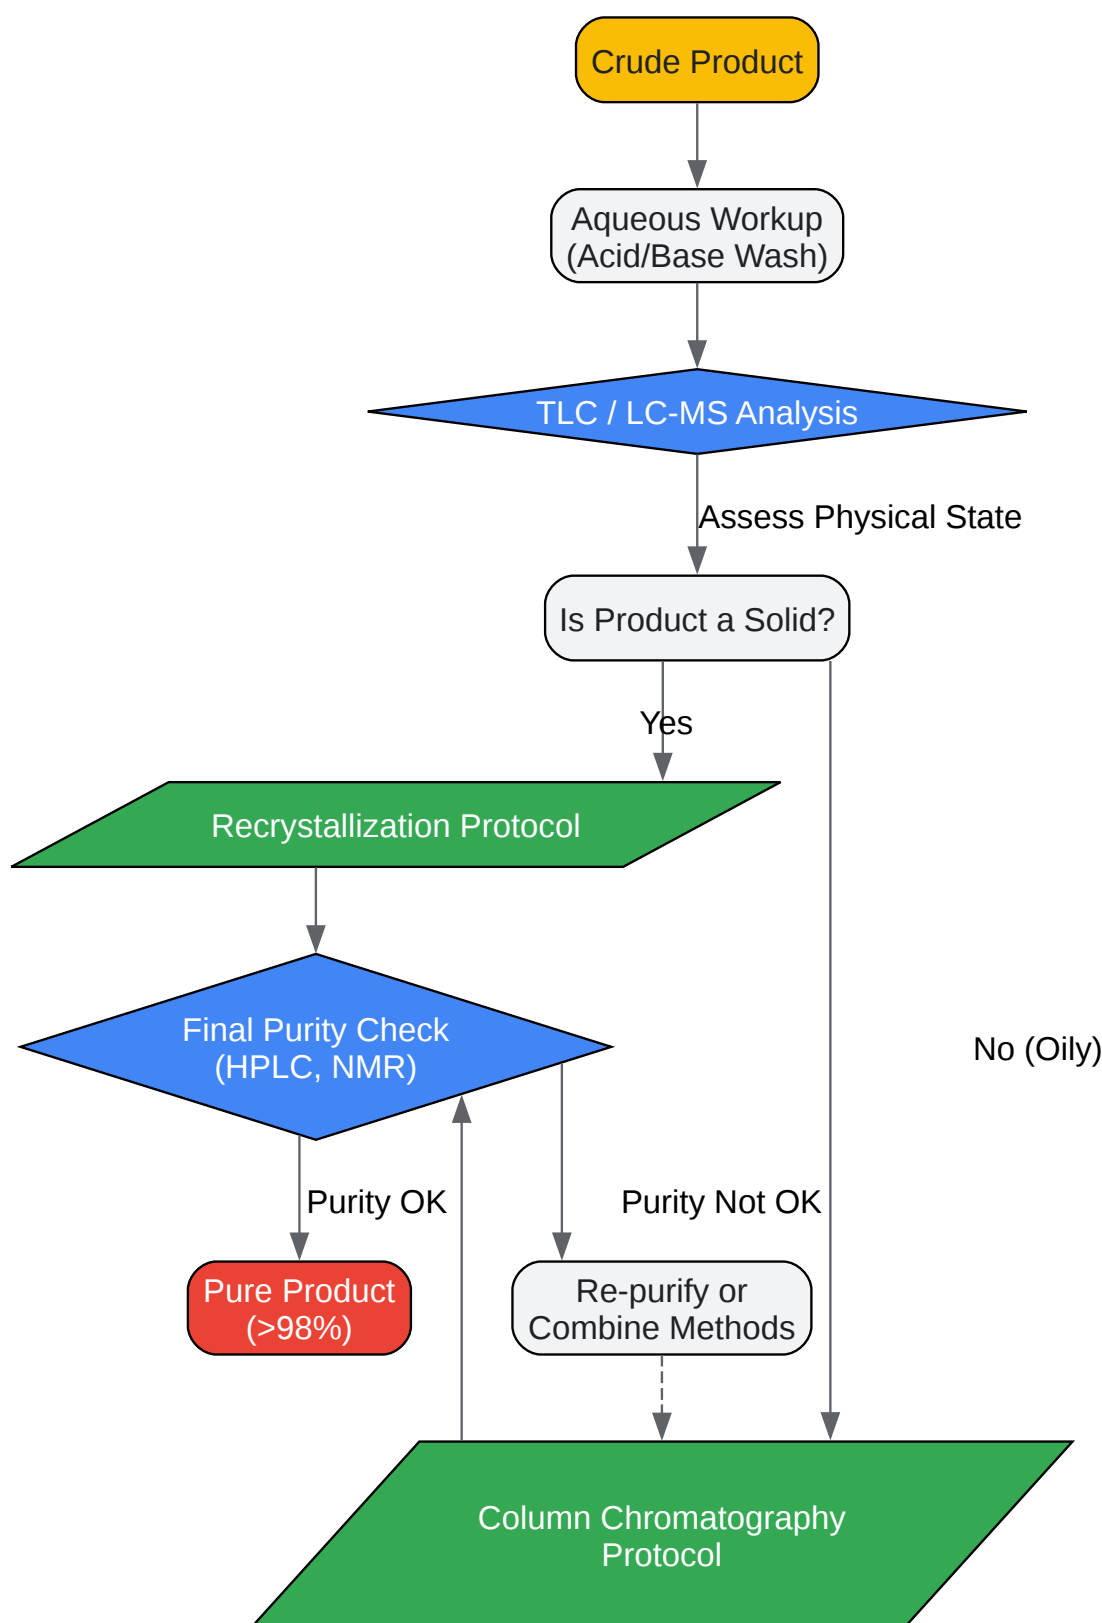 Crude Product
Aqueous Workup
(Acid/Base Wash)
TLC / LC-MS Analysis
Assess Physical State
Is Product a Solid?
Yes
Recrystallization Protocol
Final Purity Check
(HPLC, NMR)
No (Oily)
Purity OK
Purity Not OK
Pure Product
(>98%)
Re-purify or
Combine Methods
Column Chromatography
Protocol